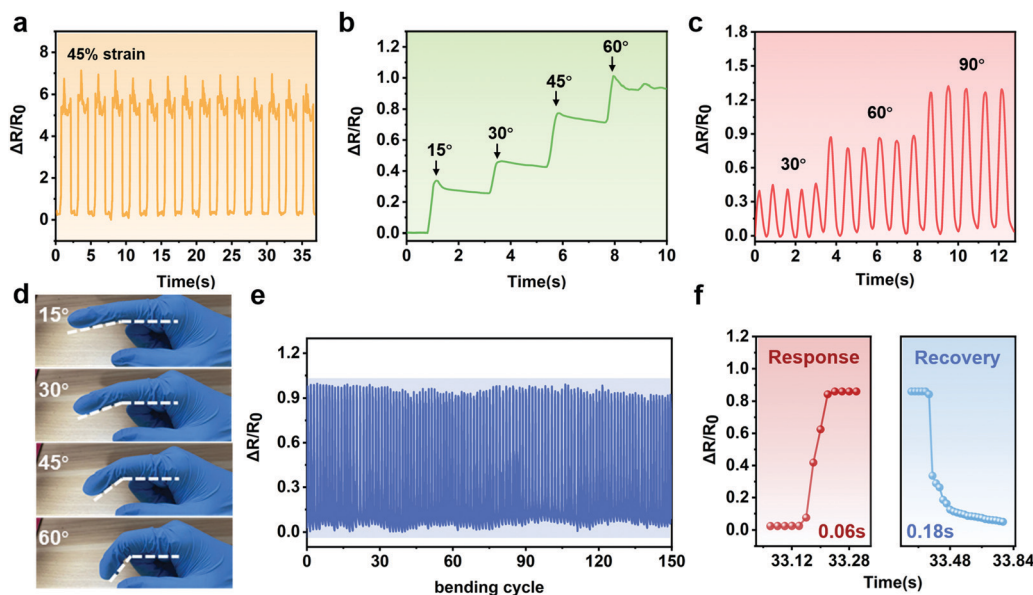 a
45% strain
ΔR/R0
8
6
4
2
0
0 5 10 15 20 25 30 35
Time(s)
b
ΔR/R0
1.2
1.0
0.8
0.6
0.4
0.2
0.0
15°
30°
45°
60°
0 2 4 6 8 10
Time(s)
c
ΔR/R0
1.8
1.5
1.2
0.9
0.6
0.3
0.0
30°
60°
90°
0 2 4 6 8 10 12
Time(s)
d
15°
30°
45°
60°
e
ΔR/R0
1.2
0.9
0.6
0.3
0.0
0 30 60 90 120 150
bending cycle
f
ΔR/R0
1.2
1.0
0.8
0.6
0.4
0.2
0.0
Response
0.06s
Recovery
0.18s
33.12 33.28 33.48 33.84
Time(s)